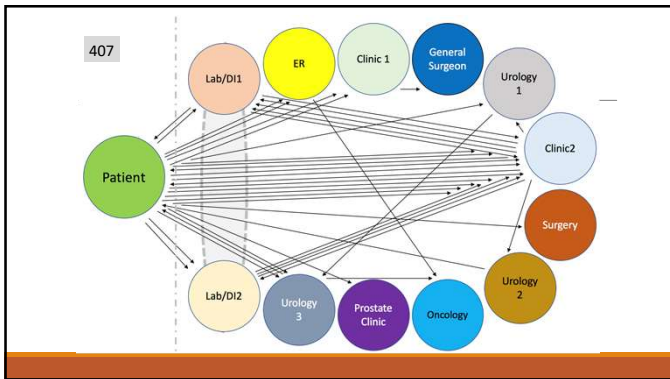 407
Lab/DI1
ER
Clinic 1
General
Surgeon
Urology
1
Clinic2
Patient
Surgery
Urology
2
Lab/DI2
Urology
3
Prostate
Clinic
Oncology